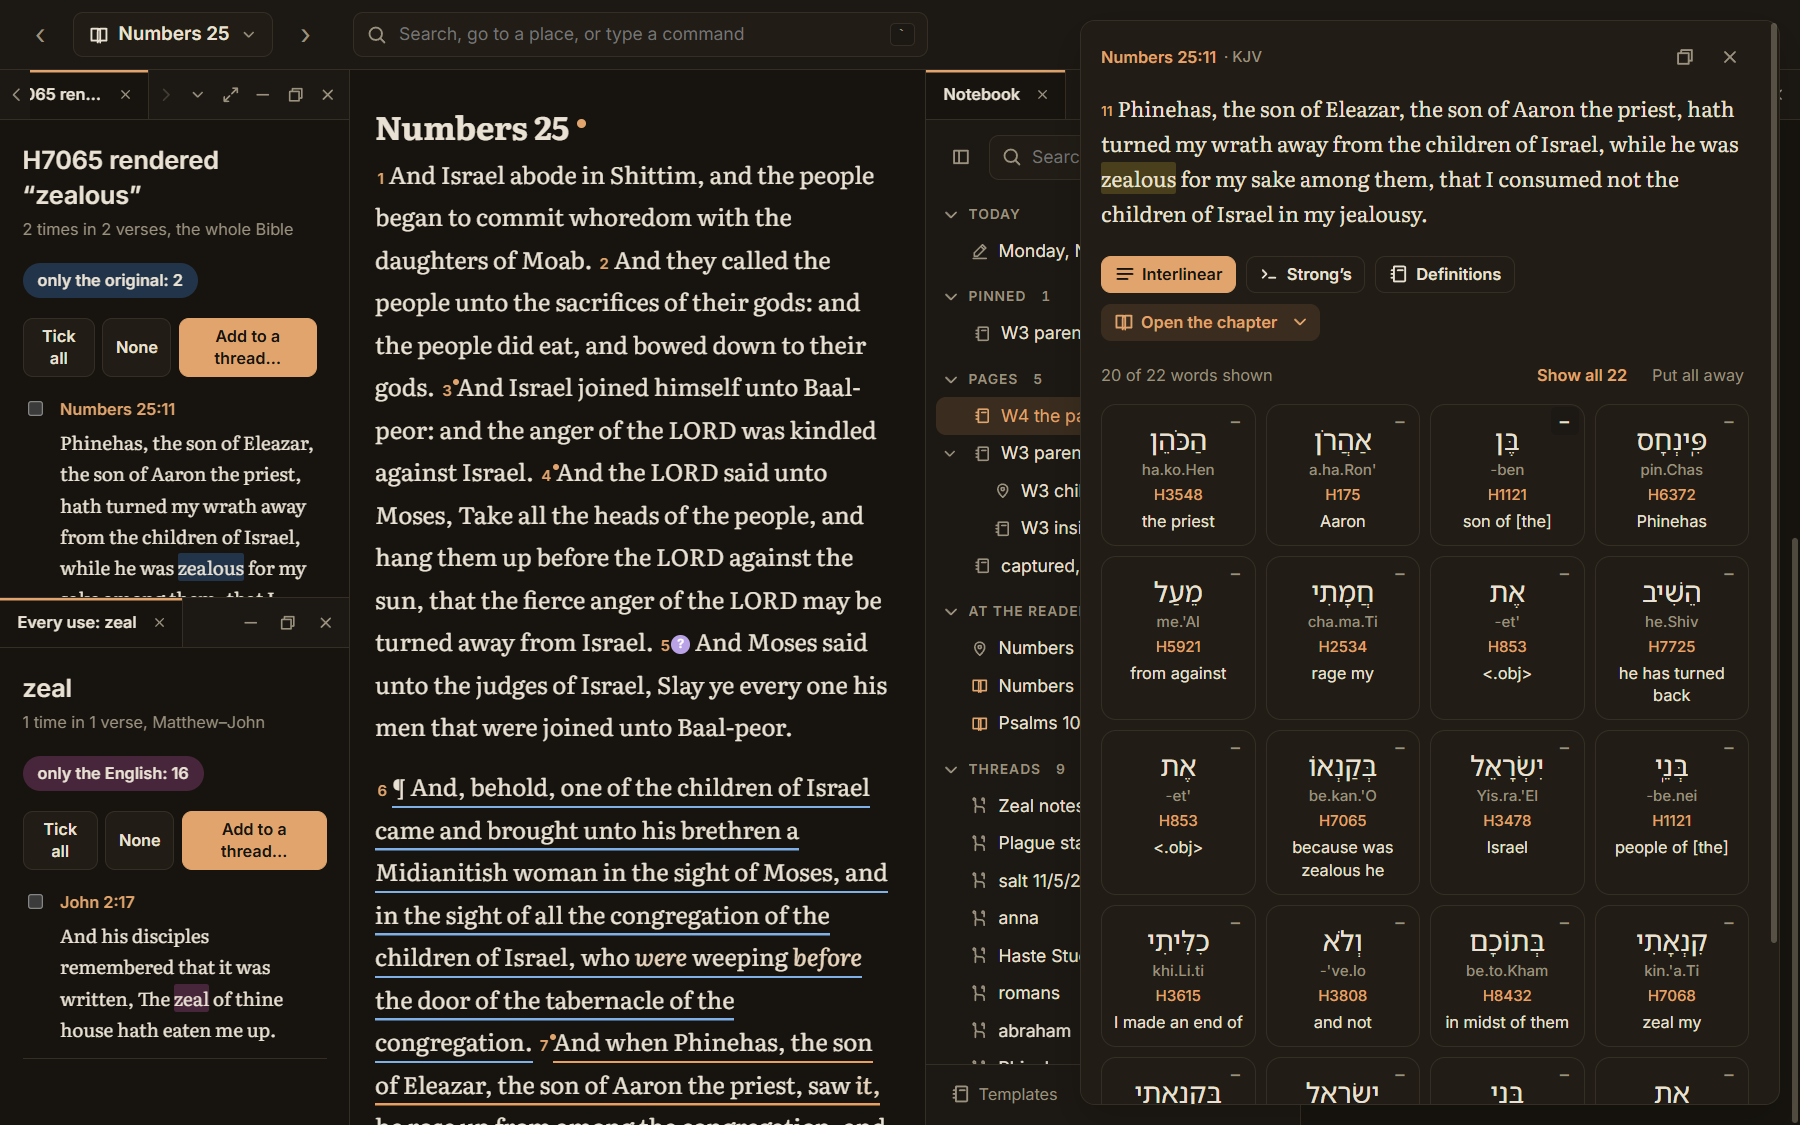 Numbers 25
Search, go to a place, or type a command
`
065 ren...
H7065 rendered
“zealous”
2 times in 2 verses, the whole Bible
only the original: 2
Tick all
None
Add to a thread...
Numbers 25:11
Phinehas, the son of Eleazar,
the son of Aaron the priest,
hath turned my wrath away
from the children of Israel,
while he was zealous for my
Every use: zeal
zeal
1 time in 1 verse, Matthew–John
only the English: 16
Tick all
None
Add to a thread...
John 2:17
And his disciples
remembered that it was
written, The zeal of thine
house hath eaten me up.
Numbers 25
1 And Israel abode in Shittim, and the people
began to commit whoredom with the
daughters of Moab. 2 And they called the
people unto the sacrifices of their gods: and
the people did eat, and bowed down to their
gods. 3 And Israel joined himself unto Baal-
peor: and the anger of the LORD was kindled
against Israel. 4 And the LORD said unto
Moses, Take all the heads of the people, and
hang them up before the LORD against the
sun, that the fierce anger of the LORD may be
turned away from Israel. 5 ? And Moses said
unto the judges of Israel, Slay ye every one his
men that were joined unto Baal-peor.
6 ¶ And, behold, one of the children of Israel
came and brought unto his brethren a
Midianitish woman in the sight of Moses, and
in the sight of all the congregation of the
children of Israel, who were weeping before
the door of the tabernacle of the
congregation. 7 And when Phinehas, the son
of Eleazar, the son of Aaron the priest, saw it,
he rose up from among the congregation, and
Notebook
Searc
TODAY
Monday,
PINNED 1
W3 paren
PAGES 5
W4 the pa
W3 paren
W3 chil
W3 insi
captured,
AT THE READE
Numbers
Numbers
Psalms 10
THREADS 9
Zeal notes
Plague sta
salt 11/5/2
anna
Haste Stu
romans
abraham
Templates
Numbers 25:11 · KJV
11 Phinehas, the son of Eleazar, the son of Aaron the priest, hath
turned my wrath away from the children of Israel, while he was
zealous for my sake among them, that I consumed not the
children of Israel in my jealousy.
Interlinear
Strong’s
Definitions
Open the chapter
20 of 22 words shown
Show all 22
Put all away
פִּֽינְחָס
pin.Chas
H6372
Phinehas
בֶּן
-ben
H1121
son of [the]
אַהֲרֹן
a.ha.Ron'
H175
Aaron
הַכֹּהֵן
ha.ko.Hen
H3548
the priest
הֵשִׁיב
he.Shiv
H7725
he has turned back
אֶת
-et'
H853
<.obj>
חֲמָתִי
cha.ma.Ti
H2534
rage my
מֵעַל
me.'Al
H5921
from against
בְּנֵֽי
-be.nei
H1121
people of [the]
יִשְׂרָאֵל
Yis.ra.'El
H3478
Israel
בְּקַנְאוֹ
be.kan.'O
H7065
because was zealous he
אֶת
-et'
H853
<.obj>
קִנְאָתִי
kin.'a.Ti
H7068
zeal my
בְּתוֹכָם
be.to.Kham
H8432
in midst of them
וְלֹא
-'ve.lo
H3808
and not
כִלִּיתִי
khi.Li.ti
H3615
I made an end of
את
בני
ישראל
בקנאתי